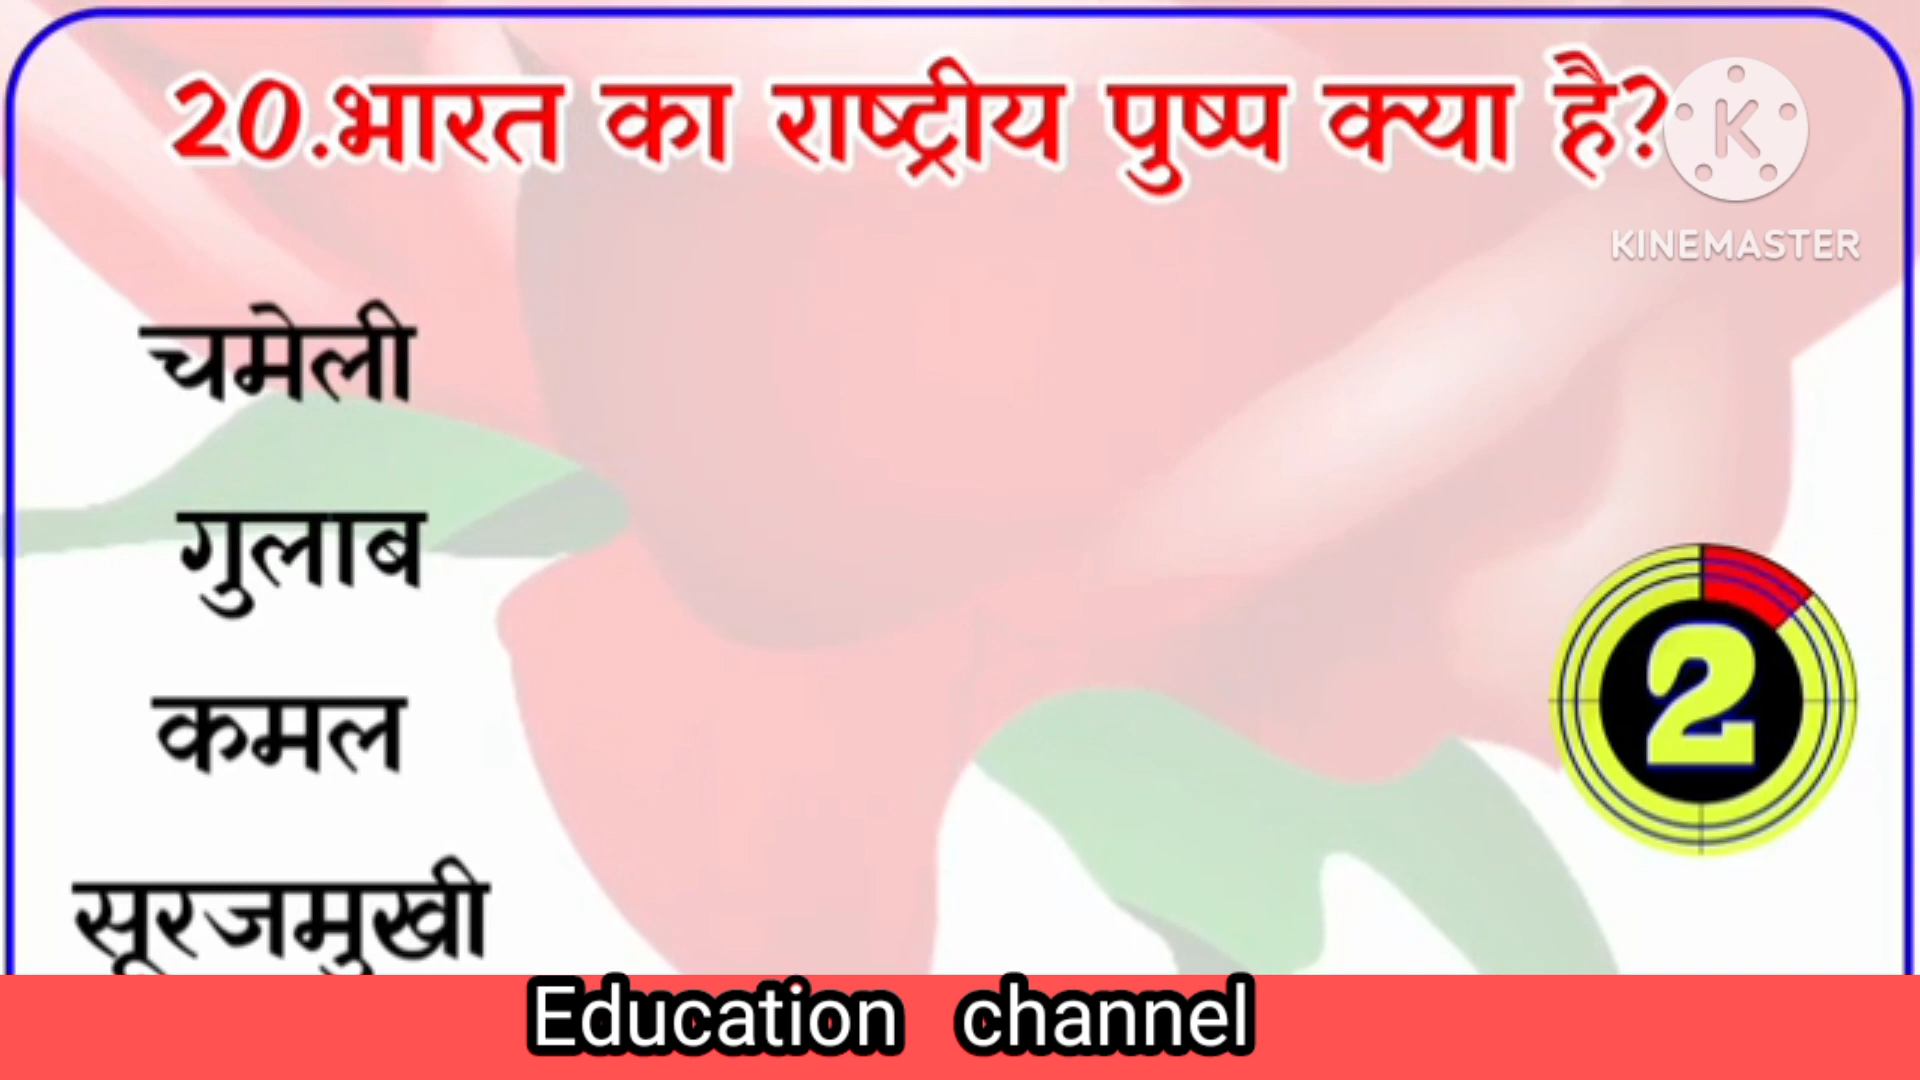 20.भारत का राष्ट्रीय पुष्प क्या है?
K
KINEMASTER
चमेली
गुलाब
कमल
2
सूरजमुखी
Education channel